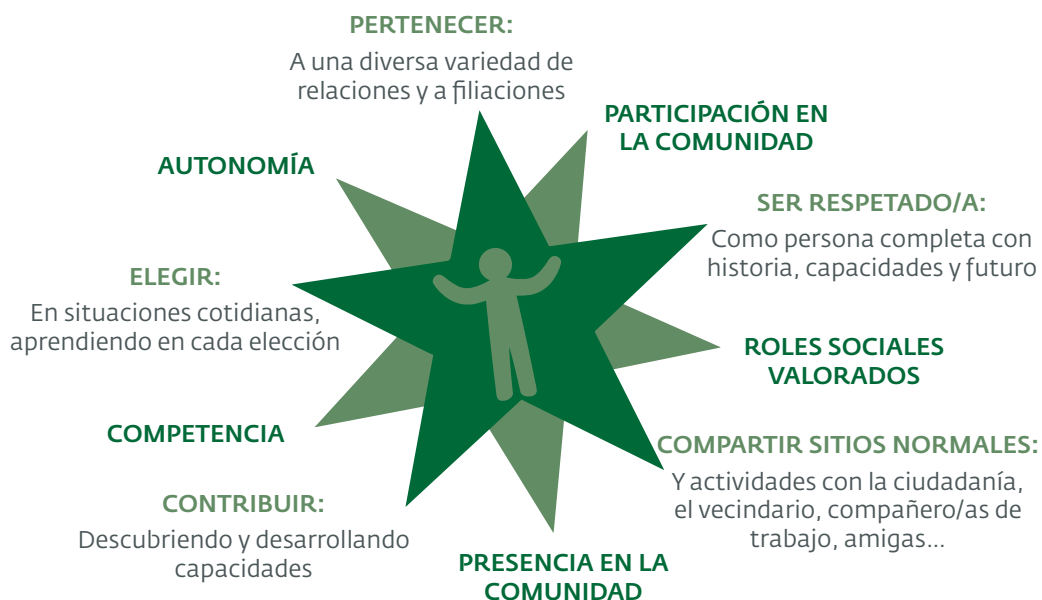 PERTENECER:
A una diversa variedad de
relaciones y a filiaciones
PARTICIPACIÓN EN
LA COMUNIDAD
SER RESPETADO/A:
Como persona completa con
historia, capacidades y futuro
ROLES SOCIALES
VALORADOS
COMPARTIR SITIOS NORMALES:
Y actividades con la ciudadanía,
el vecindario, compañero/as de
trabajo, amigas...
PRESENCIA EN LA
COMUNIDAD
CONTRIBUIR:
Descubriendo y desarrollando
capacidades
COMPETENCIA
ELEGIR:
En situaciones cotidianas,
aprendiendo en cada elección
AUTONOMÍA